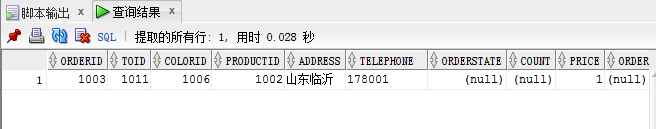 脚本输出 x 查询结果 x
SQL | 提取的所有行: 1, 用时 0.028 秒
ORDERID TOID COLORID PRODUCTID ADDRESS TELEPHONE ORDERSTATE COUNT PRICE ORDER
1 1003 1011 1006 1002 山东临沂 178001 (null) (null) 1 (null)